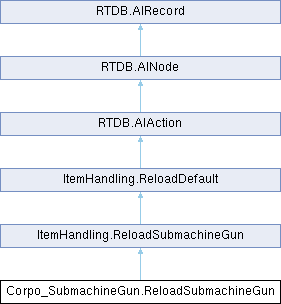 RTDB.AIRecord
RTDB.AINode
RTDB.AIAction
ItemHandling.ReloadDefault
ItemHandling.ReloadSubmachineGun
Corpo_SubmachineGun.ReloadSubmachineGun